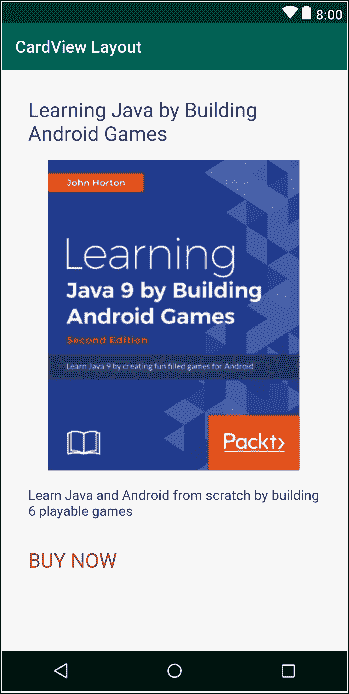 8:00
CardView Layout
Learning Java by Building
Android Games
John Horton
Learning
Java 9 by Building
Android Games
Second Edition
Learn Java 9 by creating fun filled games for Android
Packt>
Learn Java and Android from scratch by building
6 playable games
BUY NOW